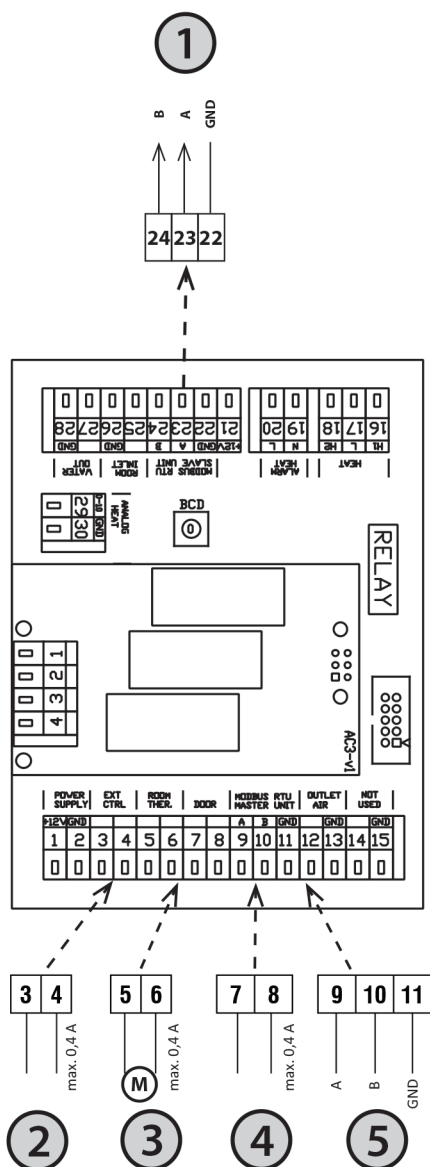 1
B A GND
24 23 22
28 27 26 25 24 23 22 21 20 19 18 17 16
GND GND B A GND +12V L N H2 L H1
WATER OUT ROOM INLET MODBUS RTU SLAVE UNIT ALARM HEAT HEAT
29 30
0-10 GND
ANALOG HEAT
BCD
0
RELAY
1
2
3
4
AC3-V1
POWER SUPPLY EXT CTRL ROOM THER. DOOR MODBUS RTU MASTER UNIT OUTLET AIR NOT USED
+12V GND A B GND GND GND
1 2 3 4 5 6 7 8 9 10 11 12 13 14 15
3 4 5 6 7 8 9 10 11
max. 0,4 A M max. 0,4 A max. 0,4 A A B GND
2 3 4 5